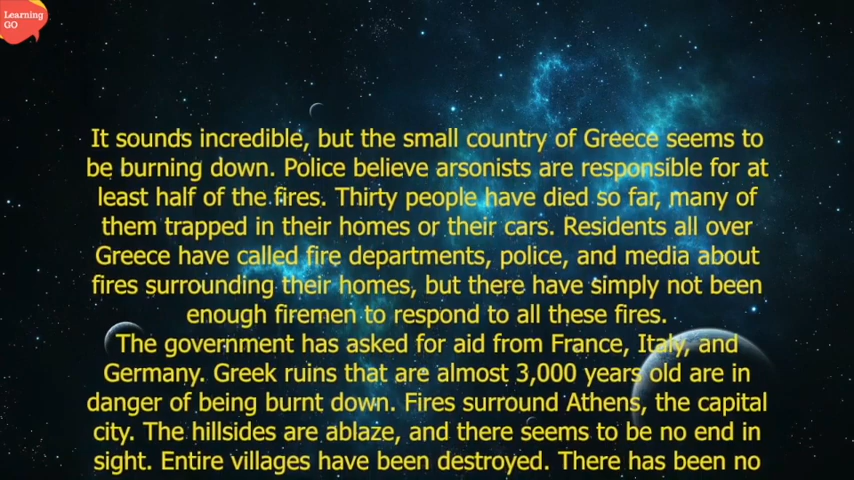 Learning
GO
It sounds incredible, but the small country of Greece seems to
be burning down. Police believe arsonists are responsible for at
least half of the fires. Thirty people have died so far, many of
them trapped in their homes or their cars. Residents all over
Greece have called fire departments, police, and media about
fires surrounding their homes, but there have simply not been
enough firemen to respond to all these fires.
The government has asked for aid from France, Italy, and
Germany. Greek ruins that are almost 3,000 years old are in
danger of being burnt down. Fires surround Athens, the capital
city. The hillsides are ablaze, and there seems to be no end in
sight. Entire villages have been destroyed. There has been no